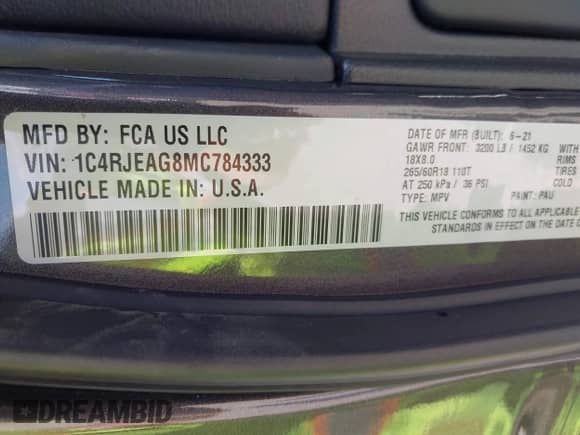 MFD BY: FCA US LLC
VIN: 1C4RJEAG8MC784333
VEHICLE MADE IN: U.S.A.
DATE OF MFR (BUILT): 6-21
GAWR FRONT: 3200 LB / 1452 KG WITH
18X8.0 RIMS
265/60R18 110T TIRES
AT 250 kPa / 36 PSI
TYPE: MPV PAINT: PAU
THIS VEHICLE CONFORMS TO ALL APPLICABLE
STANDARDS IN EFFECT ON THE DATE O
DREAMBID